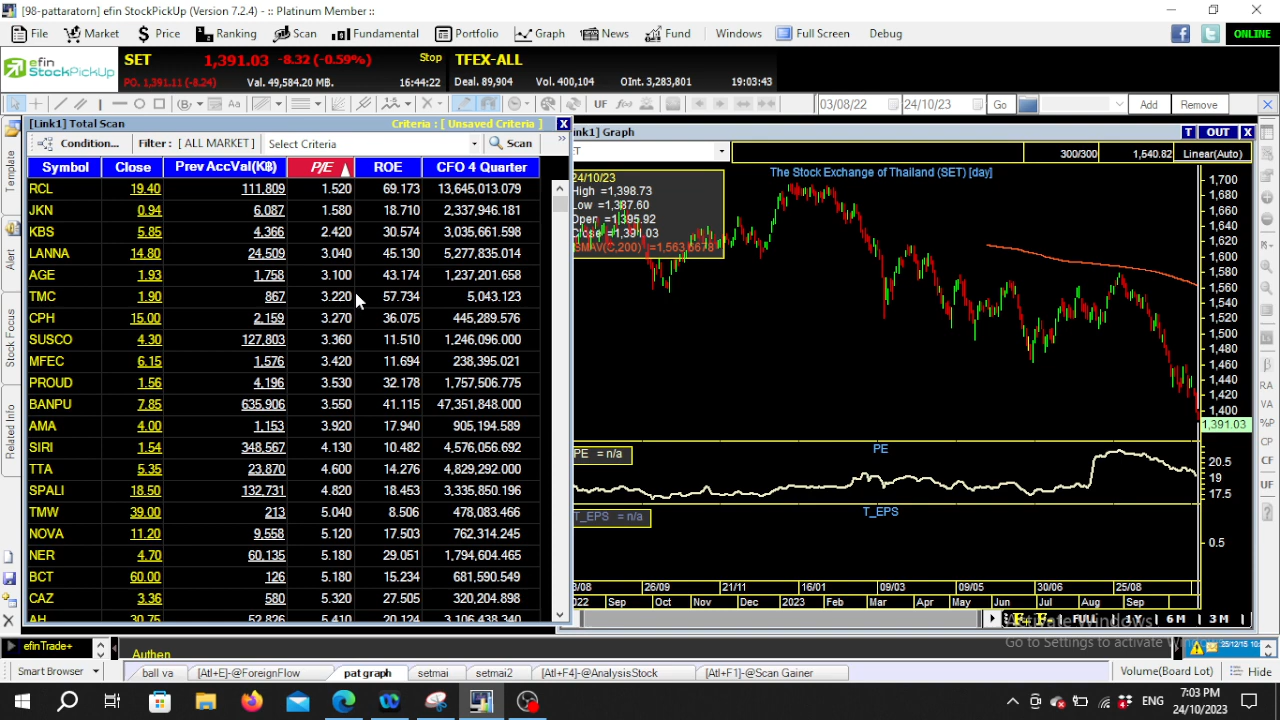 [98-pattaratorn] efin StockPickUp (Version 7.2.4) - :: Platinum Member ::
File Market $ Price Ranking Scan Fundamental Portfolio Graph News Fund Windows Full Screen Debug ONLINE
efin StockPickUp
SET 1,391.03 -8.32 (-0.59%) Stop TFEX-ALL
PO. 1,391.11 (-8.24) Val. 49,584.20 MB. 16:44:22 Deal. 89,904 Vol. 400,104 OInt. 3,283,801 19:03:43
Aa UF 03/08/22 24/10/23 Go Add Remove
[Link1] Total Scan Criteria : [ Unsaved Criteria ]
Condition... Filter : [ ALL MARKET ] Select Criteria Scan
Symbol Close Prev AccVal(K฿) P/E ROE CFO 4 Quarter
RCL 19.40 111,809 1.520 69.173 13,645,013.079
JKN 0.94 6,087 1.580 18.710 2,337,946.181
KBS 5.85 4,366 2.420 30.574 3,035,661.598
LANNA 14.80 24,509 3.040 45.130 5,277,835.014
AGE 1.93 1,758 3.100 43.174 1,237,201.658
TMC 1.90 867 3.220 57.734 5,043.123
CPH 15.00 2,159 3.270 36.075 445,289.576
SUSCO 4.30 127,803 3.360 11.510 1,246,096.000
MFEC 6.15 1,576 3.420 11.694 238,395.021
PROUD 1.56 4,196 3.530 32.178 1,757,506.775
BANPU 7.85 635,906 3.550 41.115 47,351,848.000
AMA 4.00 1,153 3.920 17.940 905,194.589
SIRI 1.54 348,567 4.130 10.482 4,576,056.692
TTA 5.35 23,870 4.600 14.276 4,829,292.000
SPALI 18.50 132,731 4.820 18.453 3,335,850.196
TMW 39.00 213 5.040 8.506 478,083.466
NOVA 11.20 9,558 5.120 17.503 762,314.245
NER 4.70 60,135 5.180 29.051 1,794,604.465
BCT 60.00 126 5.180 15.234 681,590.549
CAZ 3.36 580 5.320 27.505 320,204.898
AH 30.75 52,826 5.410 20.124 3,106,438.340
Template
Alert
Stock Focus
Related Info
ink1] Graph T OUT X
300/300 1,540.82 Linear(Auto)
The Stock Exchange of Thailand (SET) [day]
24/10/23
High =1,398.73
Low =1,387.60
Open =1,395.92
Close =1,391.03
SMAV(C,200) =1,563.6678
1,700
1,680
1,660
1,640
1,620
1,600
1,580
1,560
1,540
1,520
1,500
1,480
1,460
1,440
1,420
1,400
1,391.03
PE = n/a PE
20.5
19
17.5
T_EPS = n/a T_EPS
0.5
3/08 26/09 21/11 16/01 09/03 09/05 30/06 25/08
2022 Sep Oct Nov Dec 2023 Feb Mar Apr May Jun Jul Aug Sep
F+ F- FULL 1 Y 6 M 3 M
β
RA
VA
%P
CP
CF
UF
Activate Windows
Go to Settings to activate
efinTrade+ Authen
Smart Browser ball va [Atl+E]-@ForeignFlow pat graph setmai setmai2 [Atl+F4]-@AnalysisStock [Atl+F1]-@Scan Gainer Volume(Board Lot) Hide
ENG 7:03 PM
24/10/2023